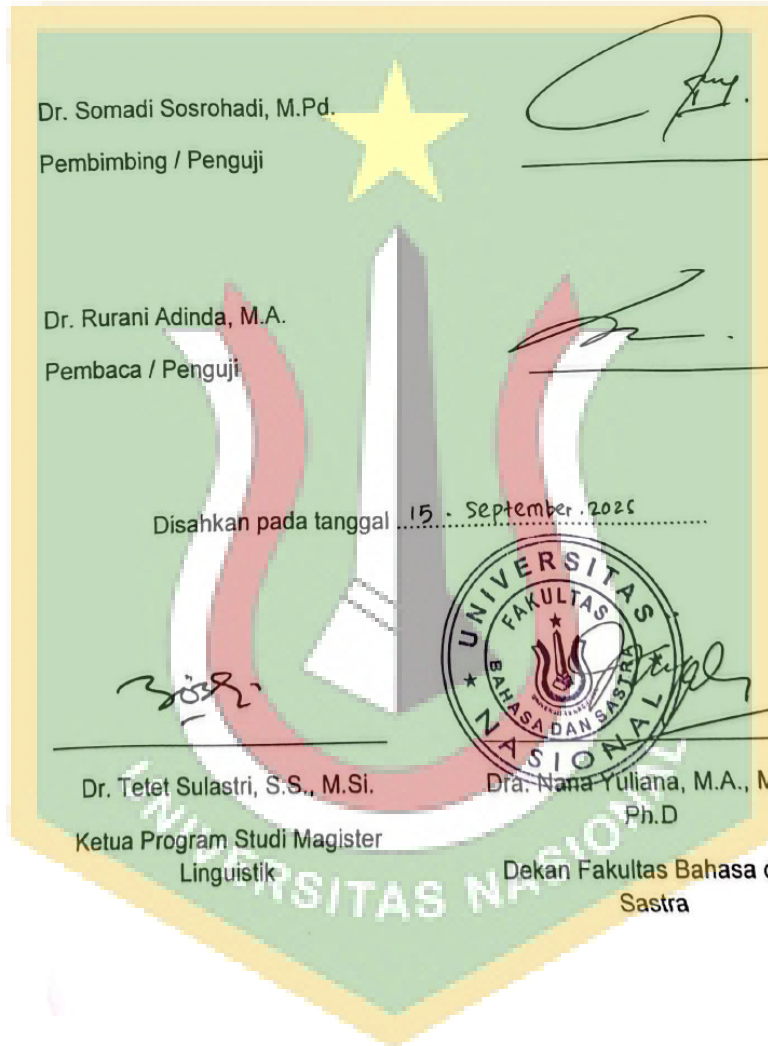 Dr. Somadi Sosrohadi, M.Pd.
Pembimbing / Penguji
Dr. Rurani Adinda, M.A.
Pembaca / Penguji
Disahkan pada tanggal 15 - September . 2025
UNIVERSITAS NASIONAL
FAKULTAS
BAHASA DAN SASTRA
Dr. Tetet Sulastri, S.S., M.Si.
Ketua Program Studi Magister
Linguistik
Dra. Nana Yuliana, M.A., M
Ph.D
Dekan Fakultas Bahasa d
Sastra
UNIVERSITAS NASIONAL